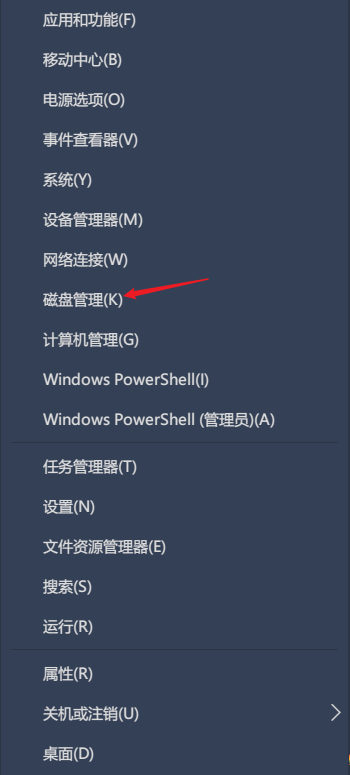 应用和功能(F)
移动中心(B)
电源选项(O)
事件查看器(V)
系统(Y)
设备管理器(M)
网络连接(W)
磁盘管理(K)
计算机管理(G)
Windows PowerShell(I)
Windows PowerShell (管理员)(A)
任务管理器(T)
设置(N)
文件资源管理器(E)
搜索(S)
运行(R)
属性(R)
关机或注销(U)
桌面(D)